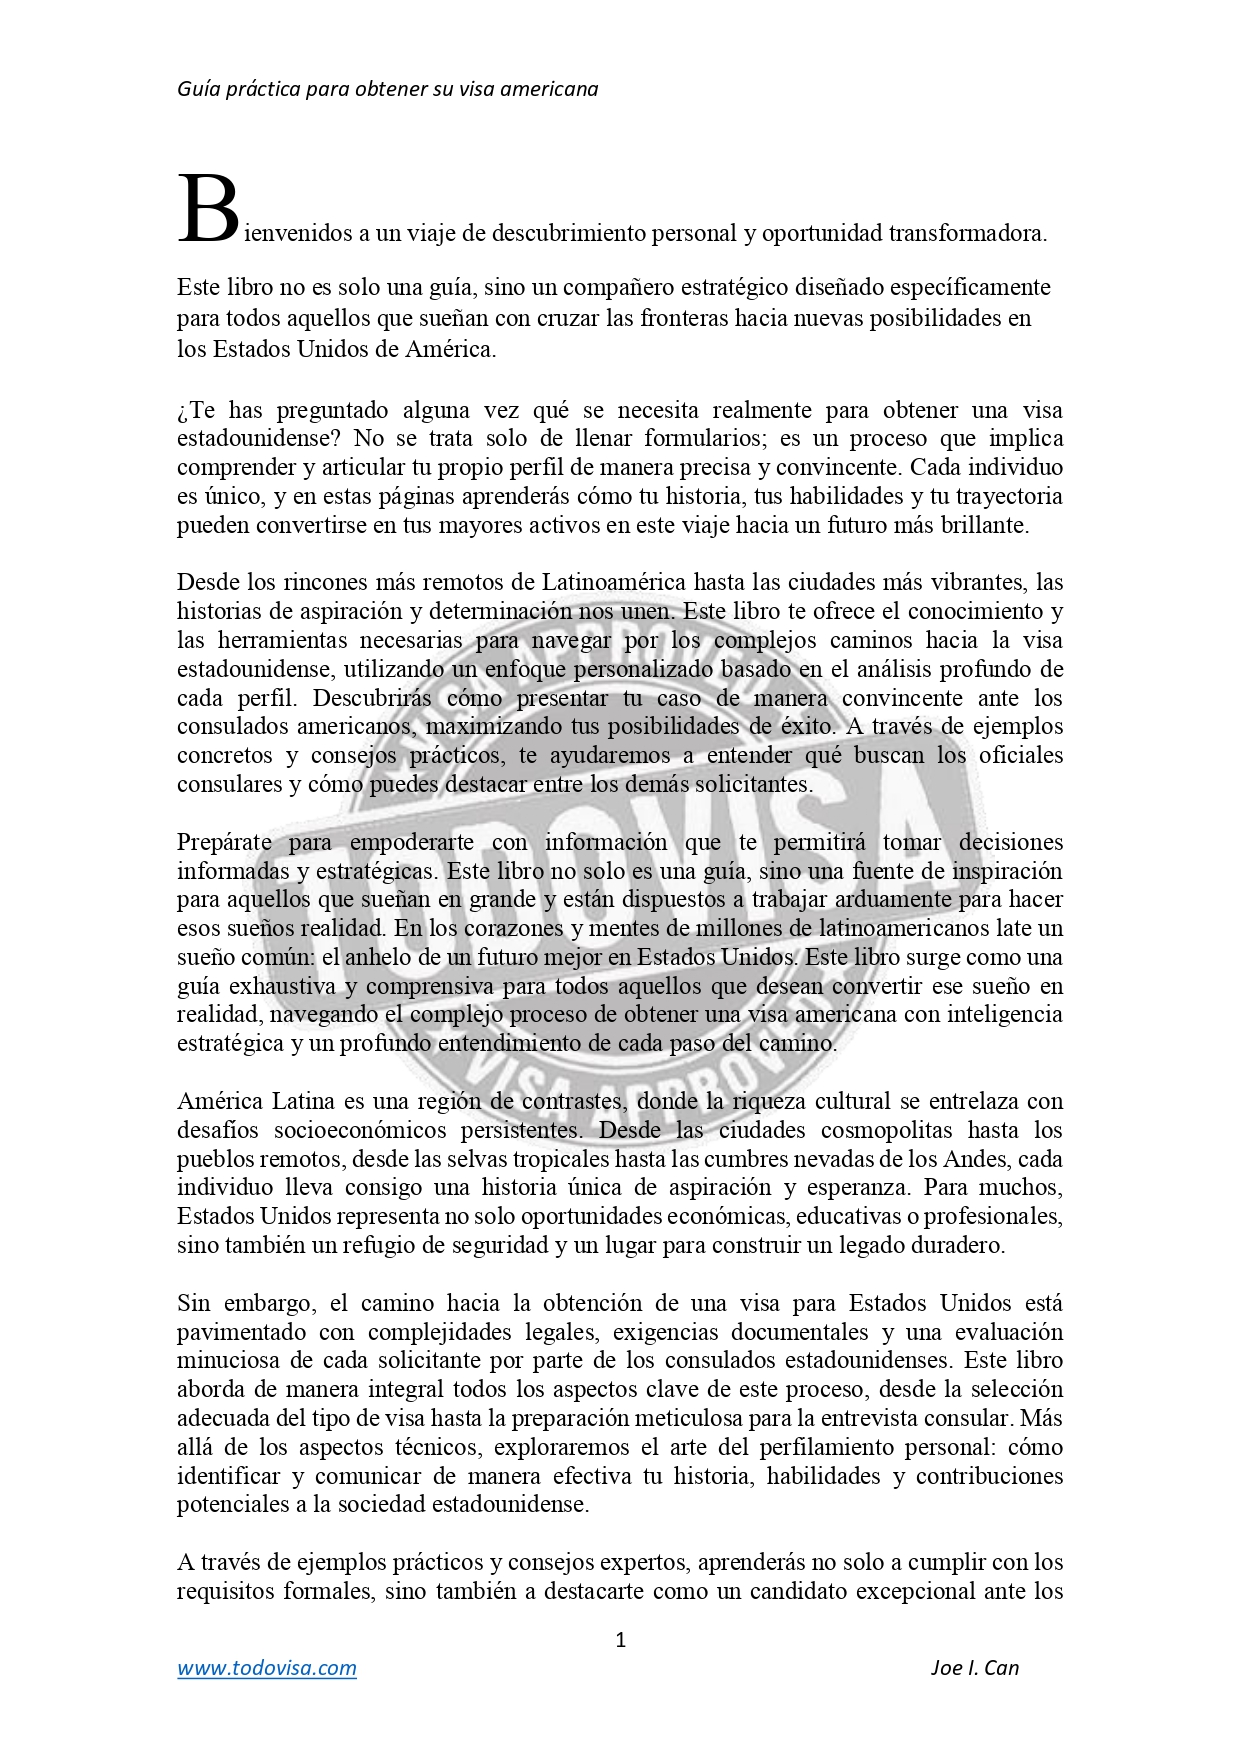 Guía práctica para obtener su visa americana
Bienvenidos a un viaje de descubrimiento personal y oportunidad transformadora.
Este libro no es solo una guía, sino un compañero estratégico diseñado específicamente
para todos aquellos que sueñan con cruzar las fronteras hacia nuevas posibilidades en
los Estados Unidos de América.
¿Te has preguntado alguna vez qué se necesita realmente para obtener una visa
estadounidense? No se trata solo de llenar formularios; es un proceso que implica
comprender y articular tu propio perfil de manera precisa y convincente. Cada individuo
es único, y en estas páginas aprenderás cómo tu historia, tus habilidades y tu trayectoria
pueden convertirse en tus mayores activos en este viaje hacia un futuro más brillante.
Desde los rincones más remotos de Latinoamérica hasta las ciudades más vibrantes, las
historias de aspiración y determinación nos unen. Este libro te ofrece el conocimiento y
las herramientas necesarias para navegar por los complejos caminos hacia la visa
estadounidense, utilizando un enfoque personalizado basado en el análisis profundo de
cada perfil. Descubrirás cómo presentar tu caso de manera convincente ante los
consulados americanos, maximizando tus posibilidades de éxito. A través de ejemplos
concretos y consejos prácticos, te ayudaremos a entender qué buscan los oficiales
consulares y cómo puedes destacar entre los demás solicitantes.
Prepárate para empoderarte con información que te permitirá tomar decisiones
informadas y estratégicas. Este libro no solo es una guía, sino una fuente de inspiración
para aquellos que sueñan en grande y están dispuestos a trabajar arduamente para hacer
esos sueños realidad. En los corazones y mentes de millones de latinoamericanos late un
sueño común: el anhelo de un futuro mejor en Estados Unidos. Este libro surge como una
guía exhaustiva y comprensiva para todos aquellos que desean convertir ese sueño en
realidad, navegando el complejo proceso de obtener una visa americana con inteligencia
estratégica y un profundo entendimiento de cada paso del camino.
VISA APPROVED
TODOVISA
VISA APPROVED
América Latina es una región de contrastes, donde la riqueza cultural se entrelaza con
desafíos socioeconómicos persistentes. Desde las ciudades cosmopolitas hasta los
pueblos remotos, desde las selvas tropicales hasta las cumbres nevadas de los Andes, cada
individuo lleva consigo una historia única de aspiración y esperanza. Para muchos,
Estados Unidos representa no solo oportunidades económicas, educativas o profesionales,
sino también un refugio de seguridad y un lugar para construir un legado duradero.
Sin embargo, el camino hacia la obtención de una visa para Estados Unidos está
pavimentado con complejidades legales, exigencias documentales y una evaluación
minuciosa de cada solicitante por parte de los consulados estadounidenses. Este libro
aborda de manera integral todos los aspectos clave de este proceso, desde la selección
adecuada del tipo de visa hasta la preparación meticulosa para la entrevista consular. Más
allá de los aspectos técnicos, exploraremos el arte del perfilamiento personal: cómo
identificar y comunicar de manera efectiva tu historia, habilidades y contribuciones
potenciales a la sociedad estadounidense.
A través de ejemplos prácticos y consejos expertos, aprenderás no solo a cumplir con los
requisitos formales, sino también a destacarte como un candidato excepcional ante los
1
www.todovisa.com Joe I. Can